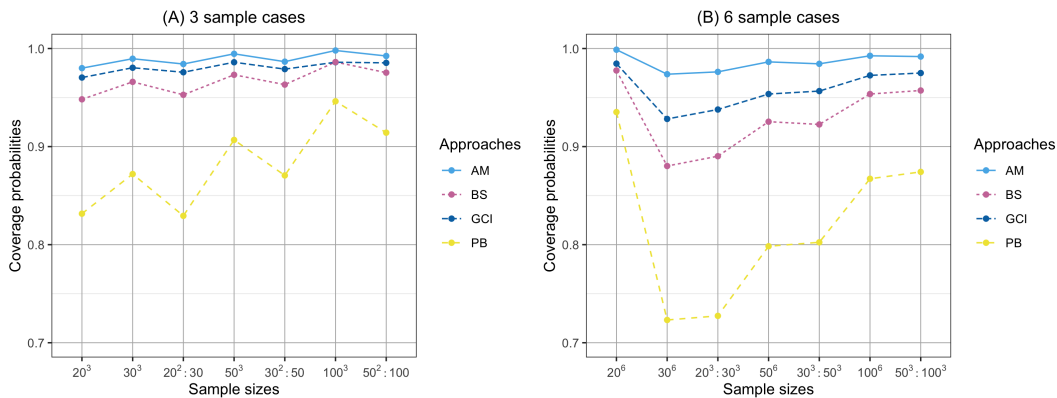 (A) 3 sample cases
Coverage probabilities
1.0
0.9
0.8
0.7
20³ 30³ 20²:30 50³ 30²:50 100³ 50²:100
Sample sizes
Approaches
AM
BS
GCI
PB
(B) 6 sample cases
Coverage probabilities
1.0
0.9
0.8
0.7
20⁶ 30⁶ 20³:30³ 50⁶ 30³:50³ 100⁶ 50³:100³
Sample sizes
Approaches
AM
BS
GCI
PB